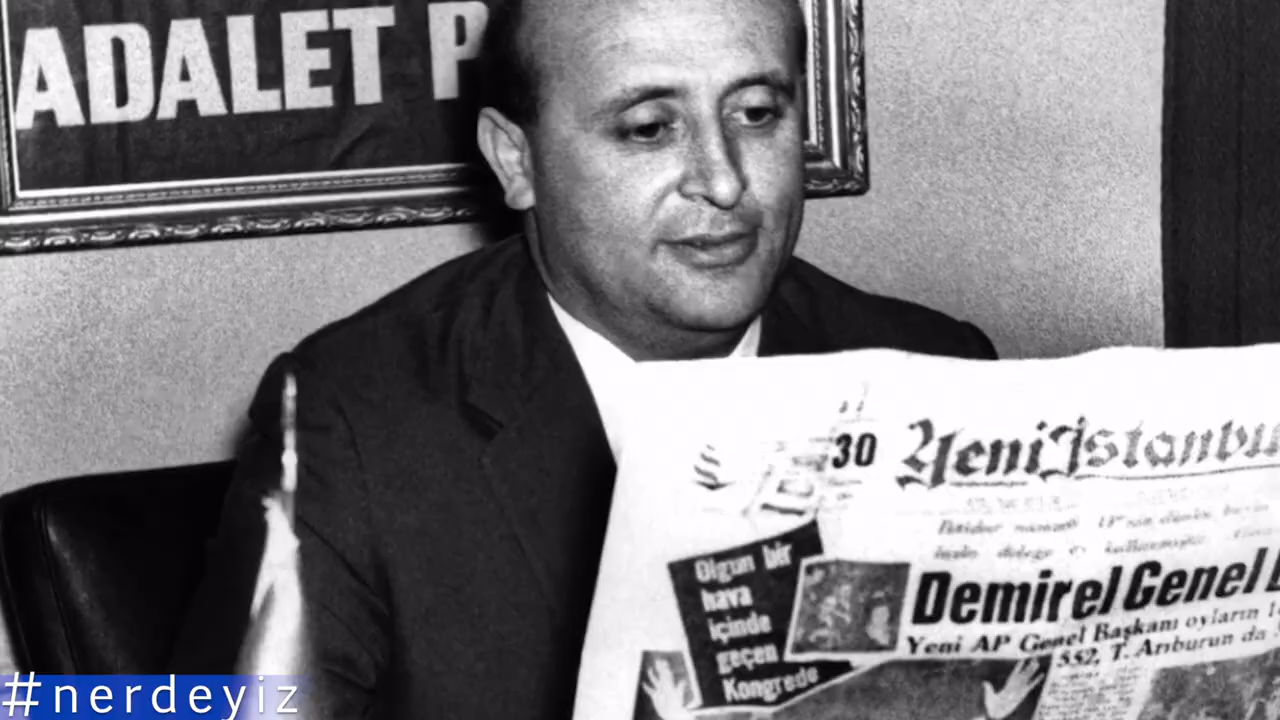 ADALET P
30
Yeni İstanbu
Demirel Genel
Yeni AP Genel Başkanı oyların
552, T. Arıburun da
Olgun bir
hava
içinde
geçen
Kongrede
#nerdeyiz